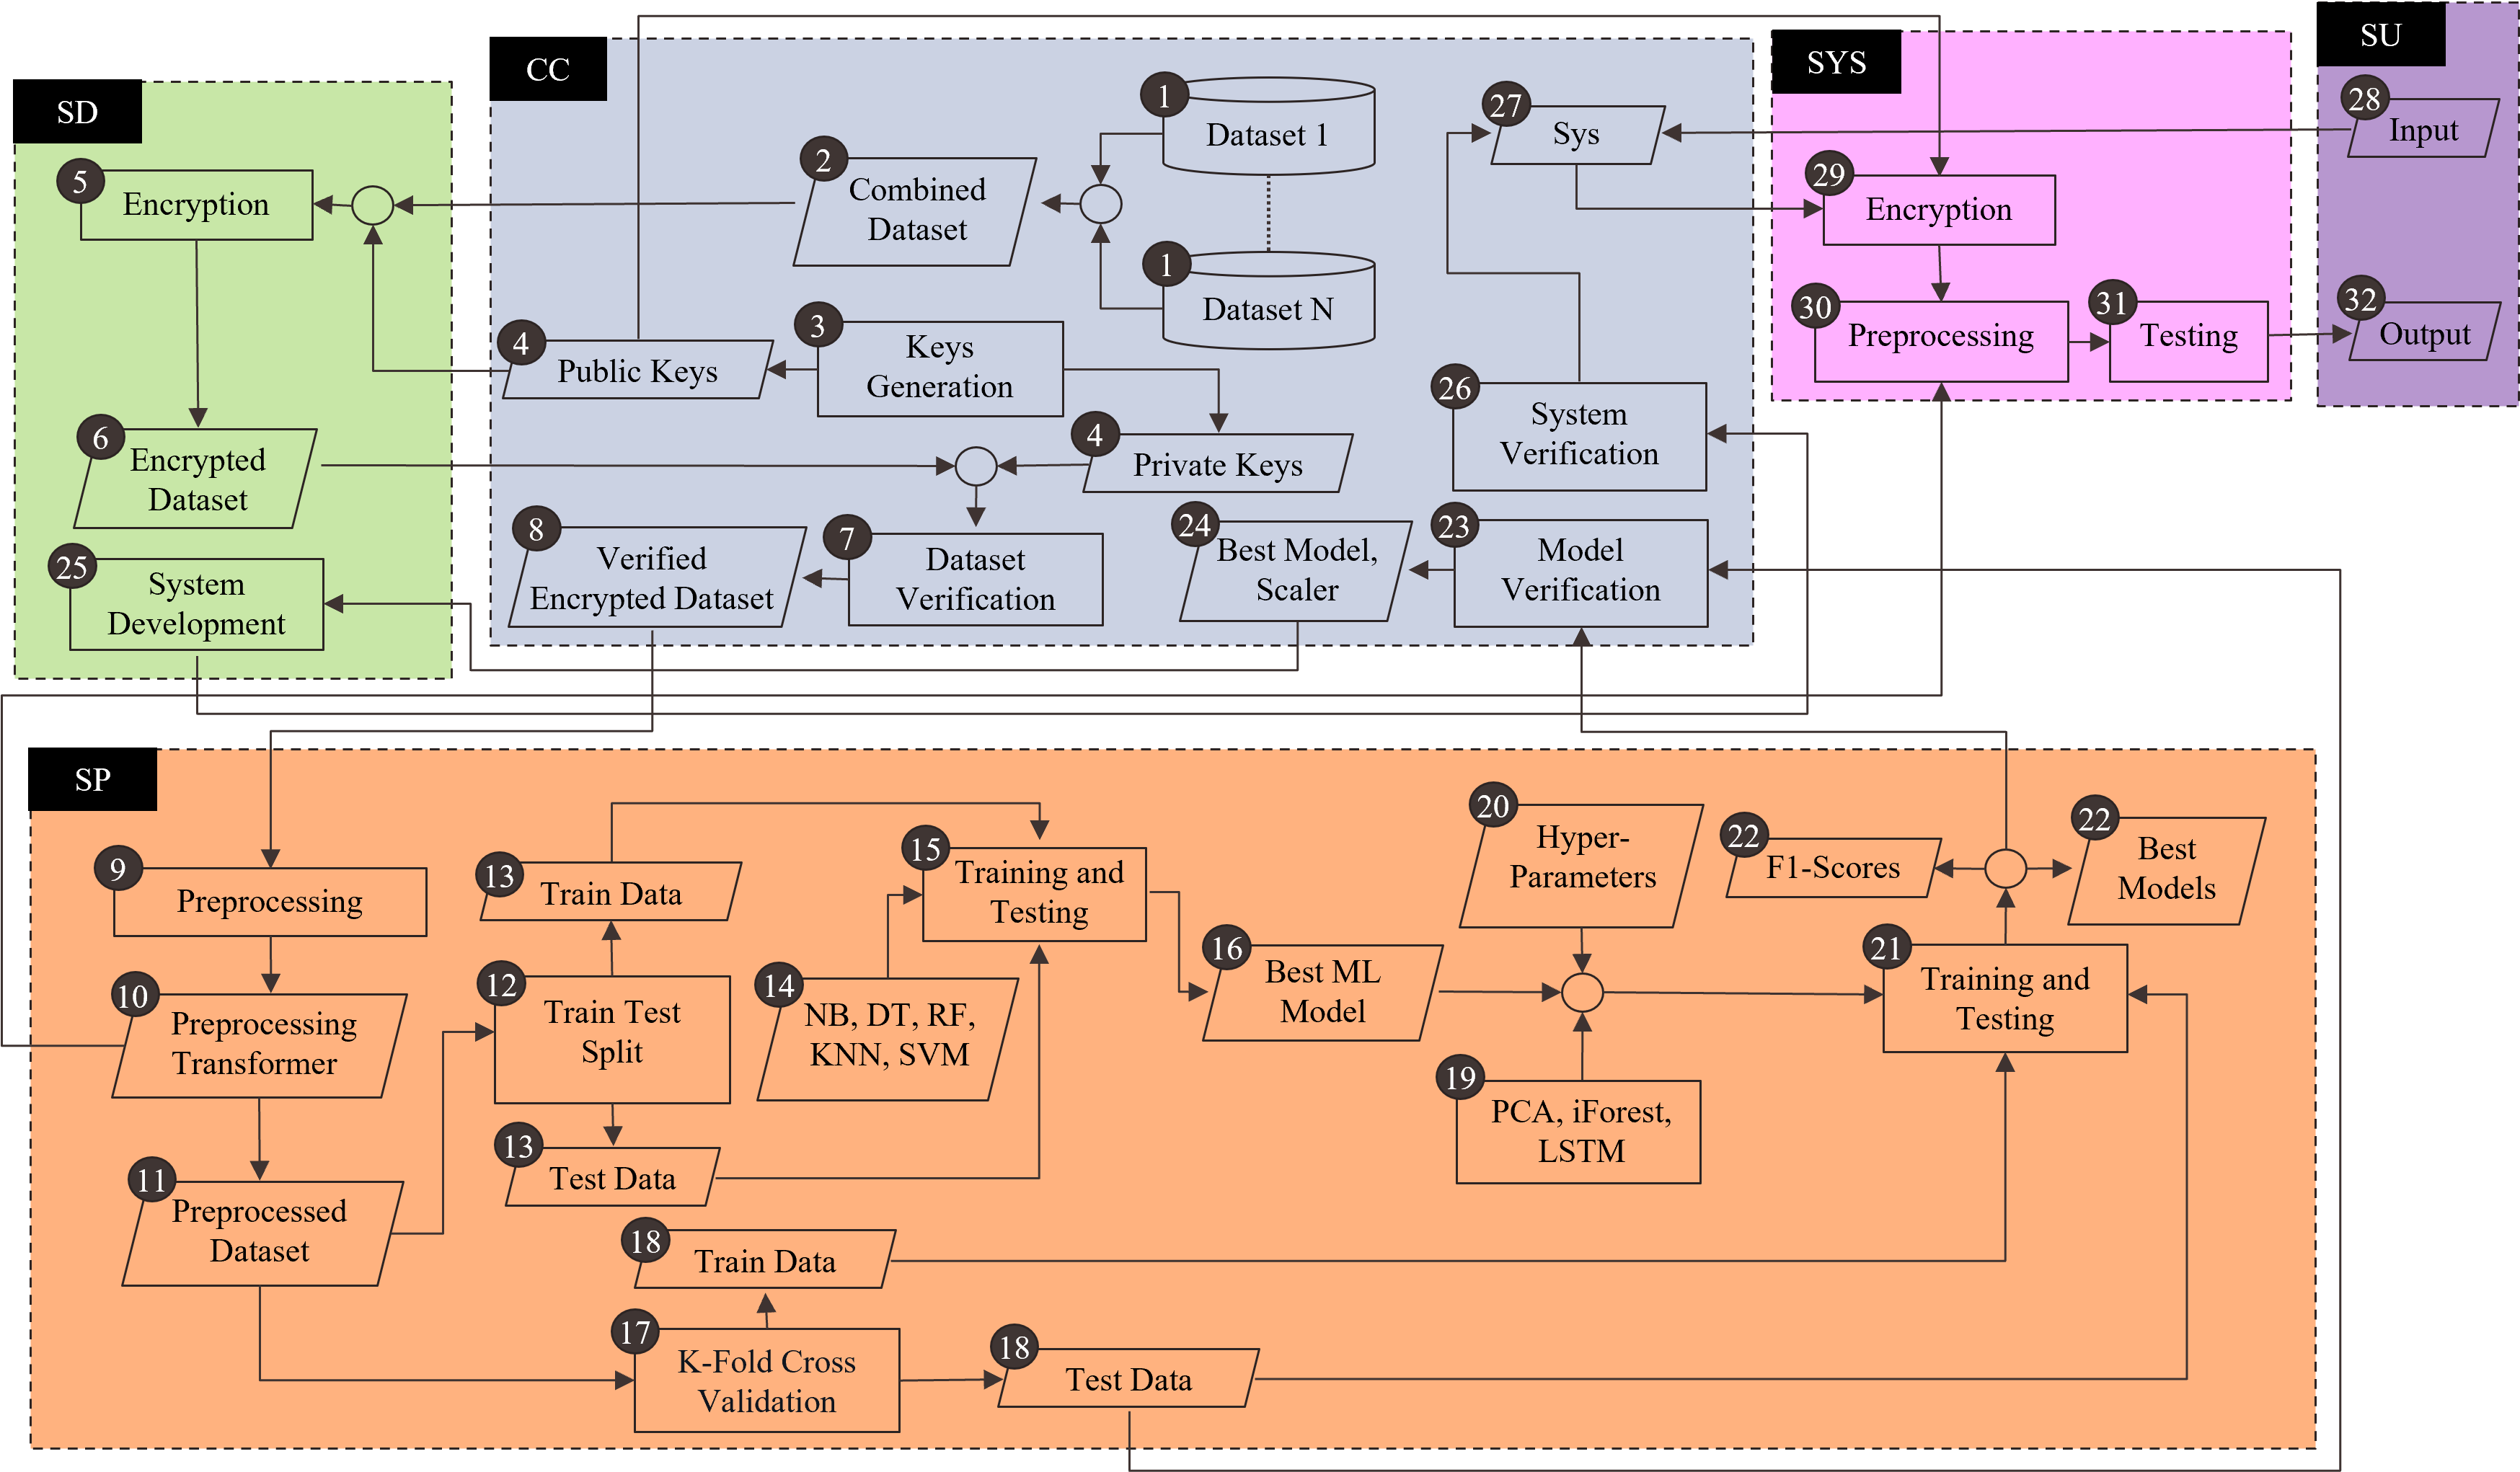 SD
5
Encryption
6
Encrypted
Dataset
25
System
Development
CC
1
Dataset 1
1
Dataset N
2
Combined
Dataset
3
Keys
Generation
4
Public Keys
4
Private Keys
7
Dataset
Verification
8
Verified
Encrypted Dataset
27
Sys
26
System
Verification
23
Model
Verification
24
Best Model,
Scaler
SYS
29
Encryption
30
Preprocessing
31
Testing
SU
28
Input
32
Output
SP
9
Preprocessing
10
Preprocessing
Transformer
11
Preprocessed
Dataset
12
Train Test
Split
13
Train Data
13
Test Data
14
NB, DT, RF,
KNN, SVM
15
Training and
Testing
16
Best ML
Model
17
K-Fold Cross
Validation
18
Train Data
18
Test Data
19
PCA, iForest,
LSTM
20
Hyper-
Parameters
21
Training and
Testing
22
F1-Scores
22
Best
Models